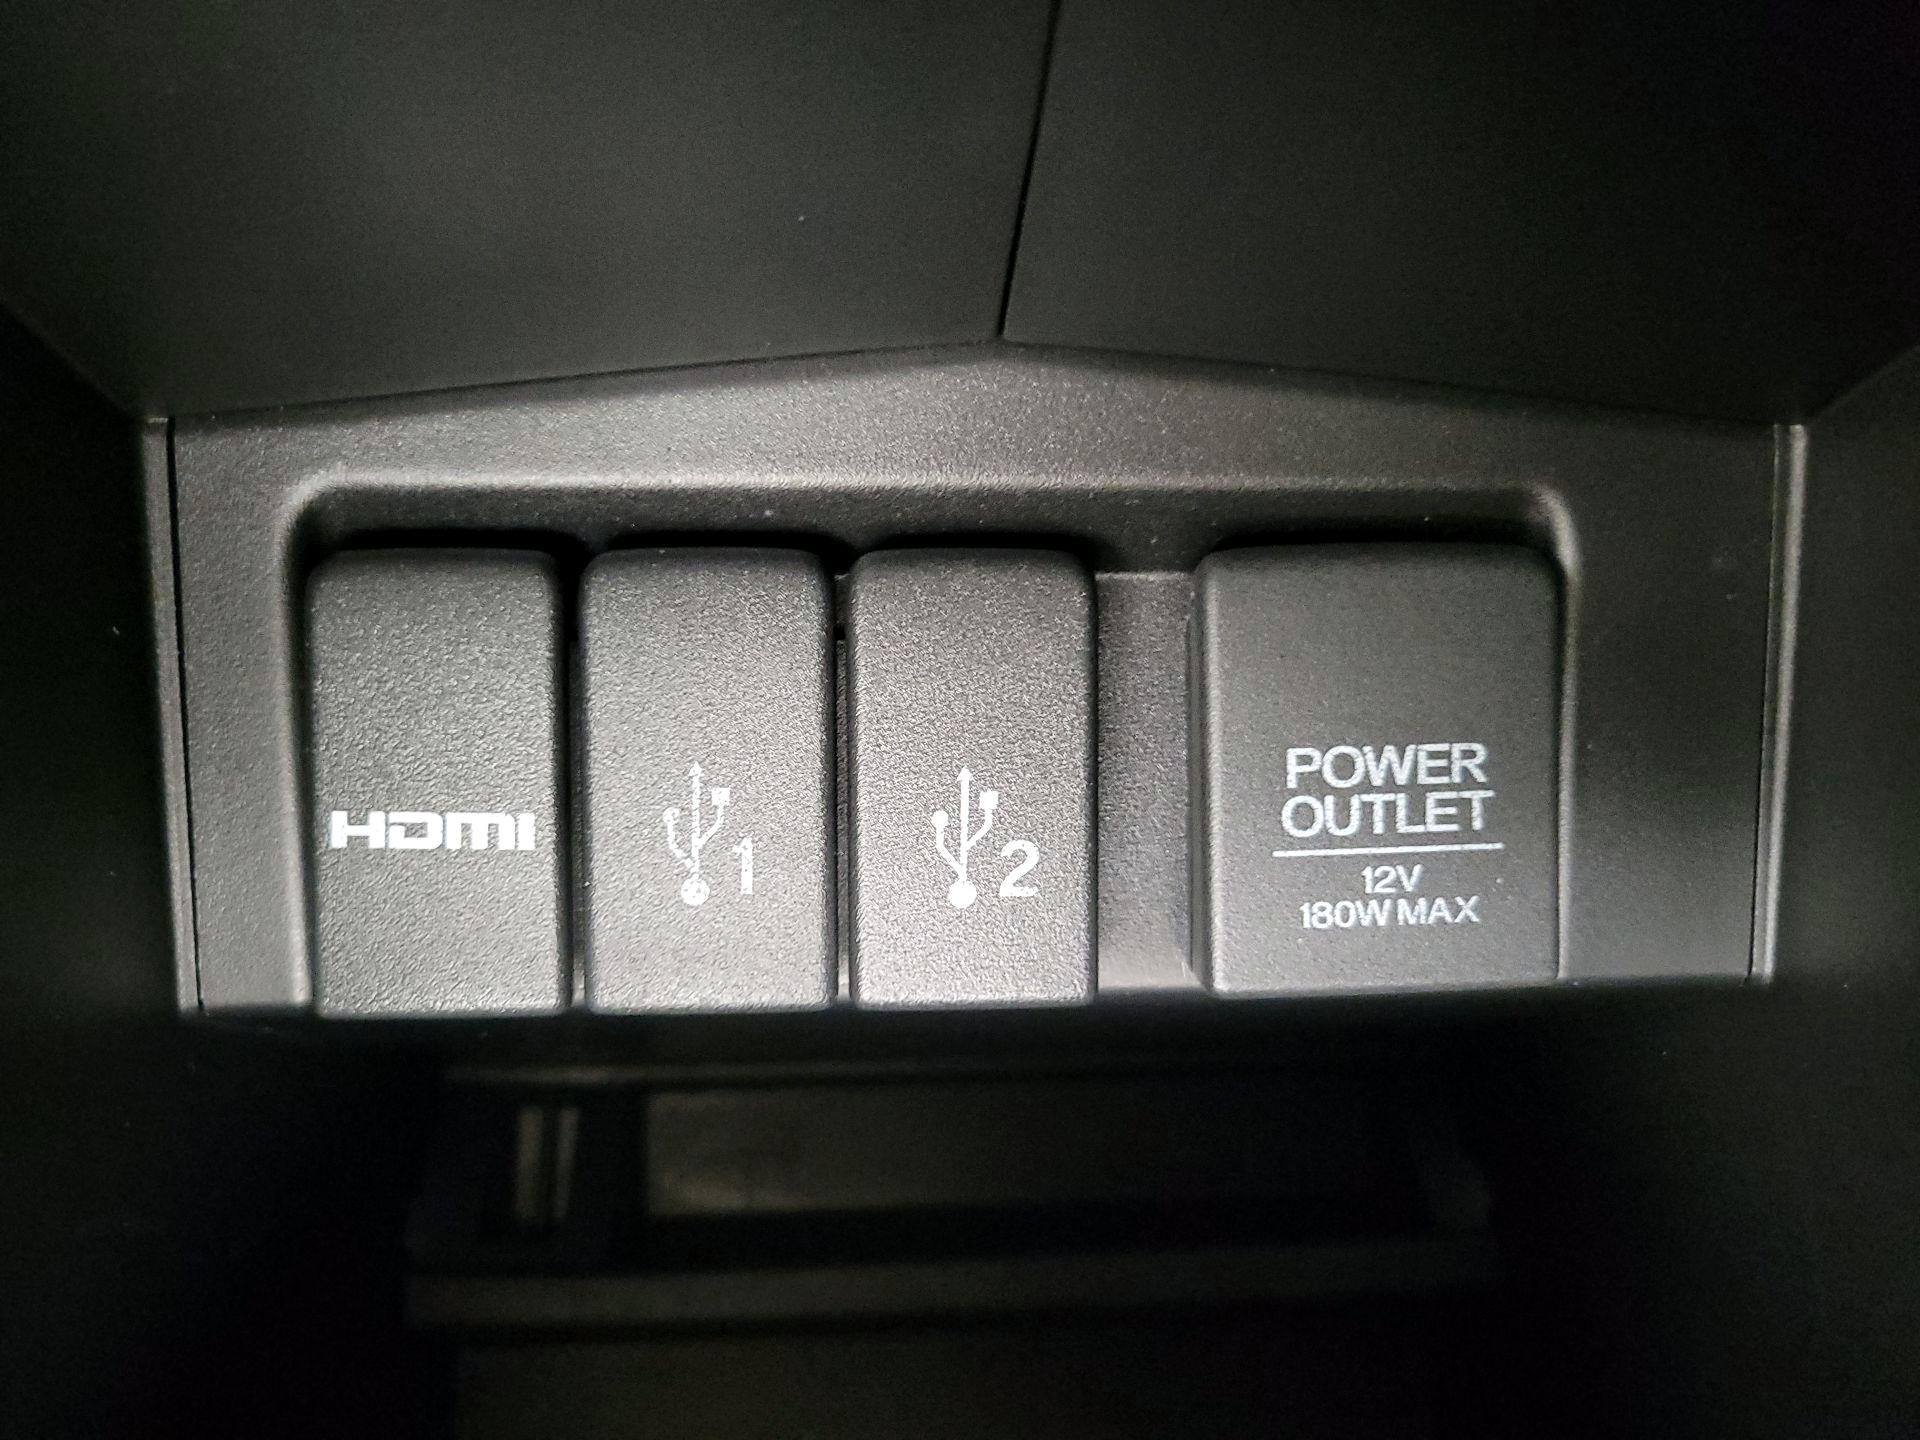 HDMI
1
2
POWER
OUTLET
12V
180W MAX